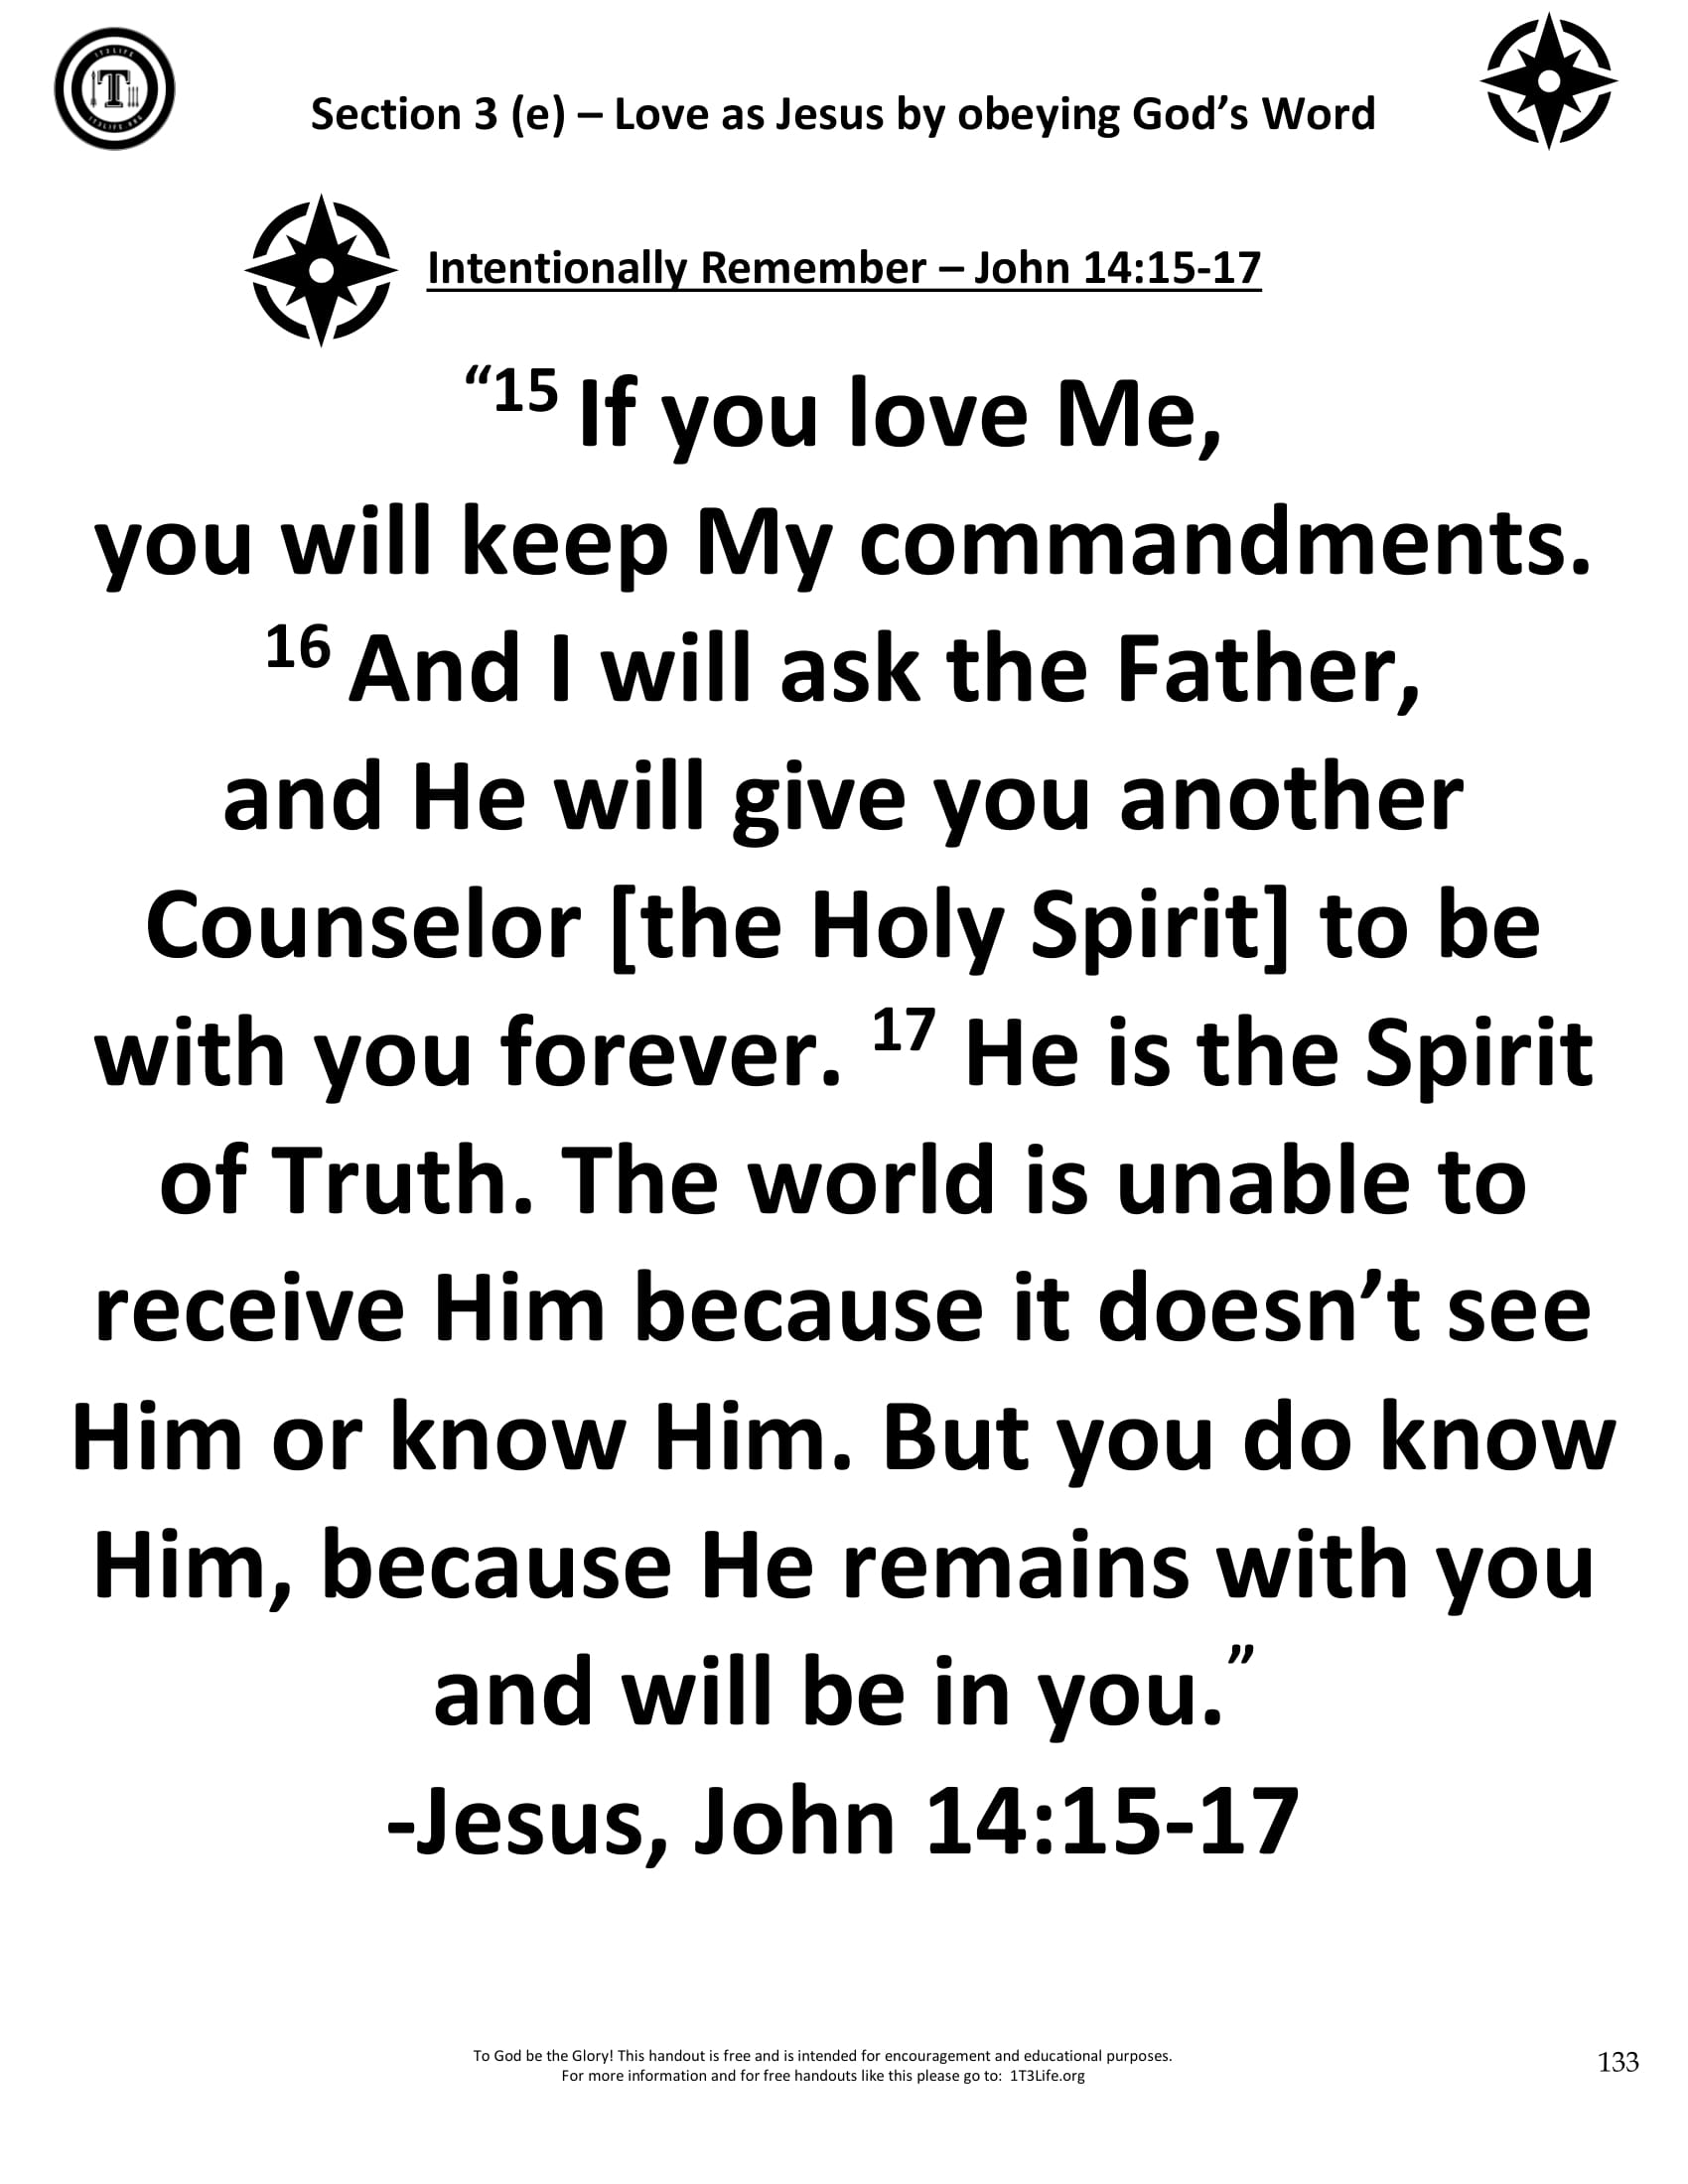 1T3LIFE
T
1T3LIFE.ORG
Section 3 (e) – Love as Jesus by obeying God’s Word
Intentionally Remember – John 14:15-17
“15 If you love Me,
you will keep My commandments.
16 And I will ask the Father,
and He will give you another
Counselor [the Holy Spirit] to be
with you forever. 17 He is the Spirit
of Truth. The world is unable to
receive Him because it doesn’t see
Him or know Him. But you do know
Him, because He remains with you
and will be in you.”
-Jesus, John 14:15-17
To God be the Glory! This handout is free and is intended for encouragement and educational purposes.
For more information and for free handouts like this please go to:  1T3Life.org
133